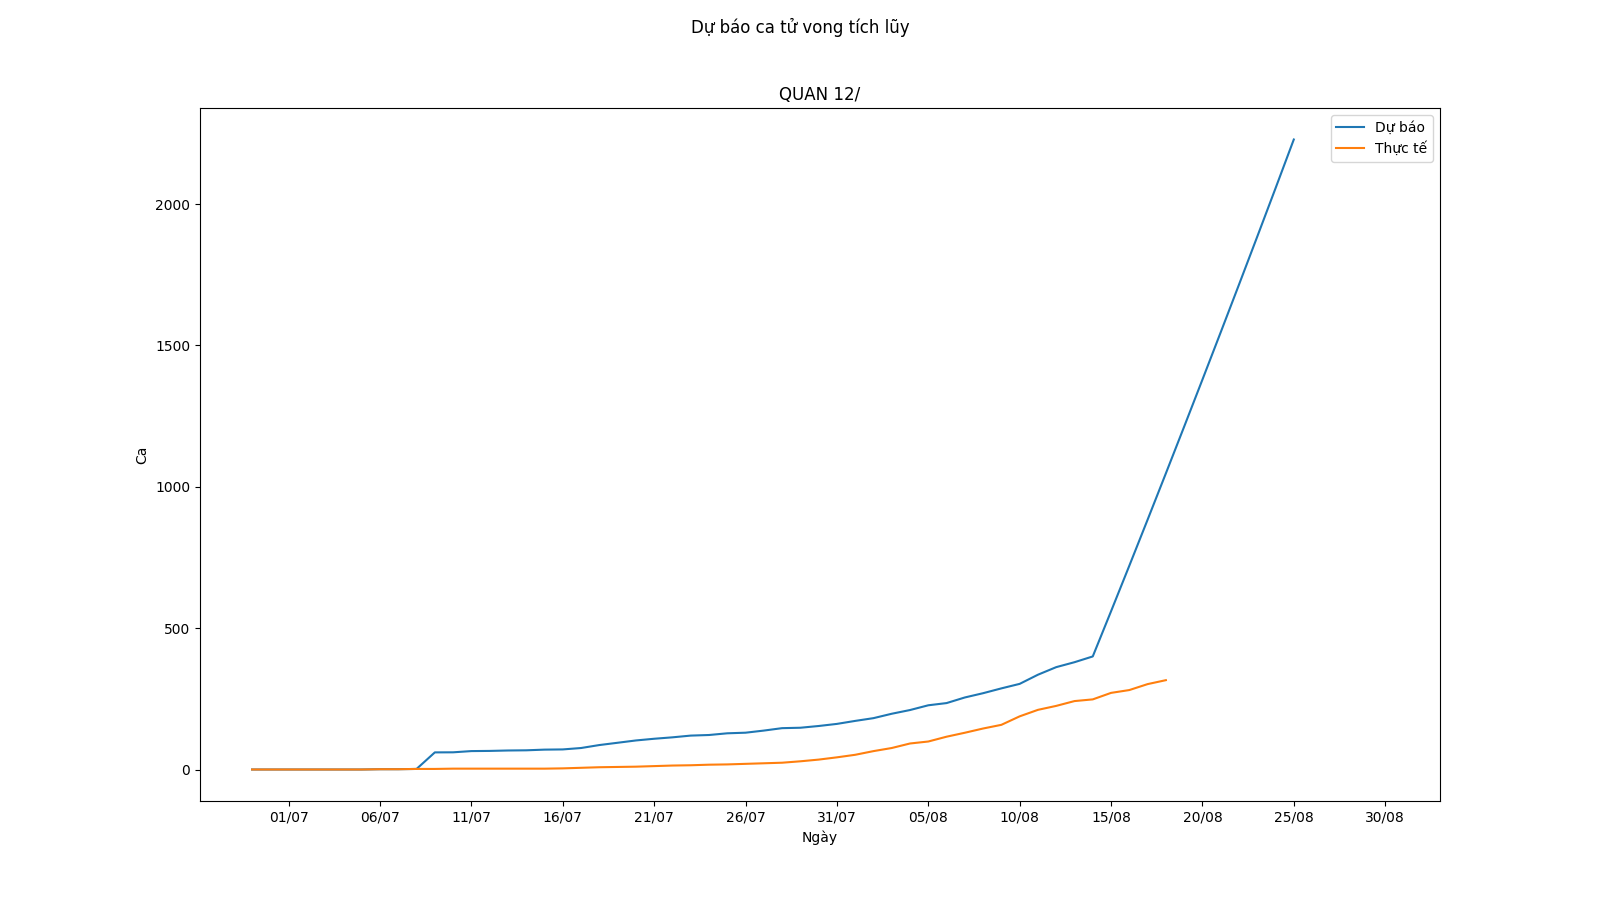 Dự báo ca tử vong tích lũy
QUAN 12/
Dự báo
Thực tế
2000
1500
1000
500
0
Ca
01/07 06/07 11/07 16/07 21/07 26/07 31/07 05/08 10/08 15/08 20/08 25/08 30/08
Ngày